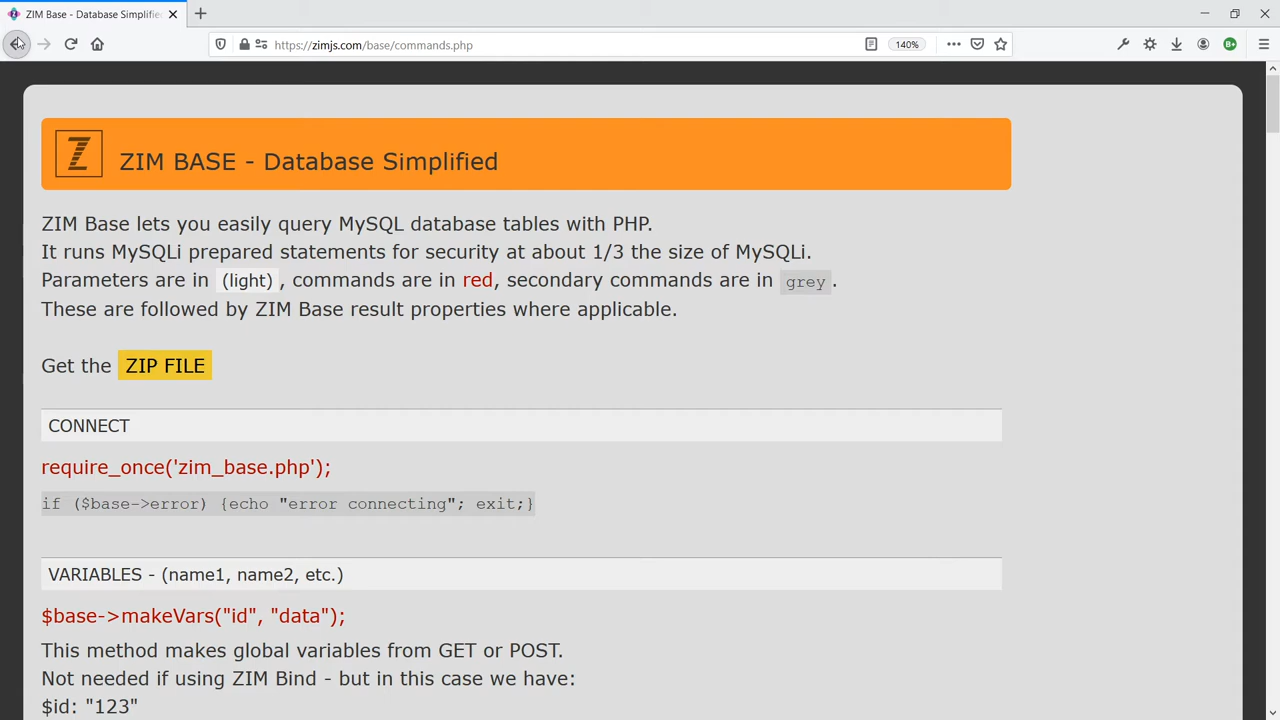 ZIM Base - Database Simplifie
https://zimjs.com/base/commands.php
140%
B+
Z
ZIM BASE - Database Simplified
ZIM Base lets you easily query MySQL database tables with PHP.
It runs MySQLi prepared statements for security at about 1/3 the size of MySQLi.
Parameters are in (light), commands are in red, secondary commands are in grey.
These are followed by ZIM Base result properties where applicable.
Get the ZIP FILE
CONNECT
require_once('zim_base.php');
if ($base->error) {echo "error connecting"; exit;}
VARIABLES - (name1, name2, etc.)
$base->makeVars("id", "data");
This method makes global variables from GET or POST.
Not needed if using ZIM Bind - but in this case we have:
$id: "123"